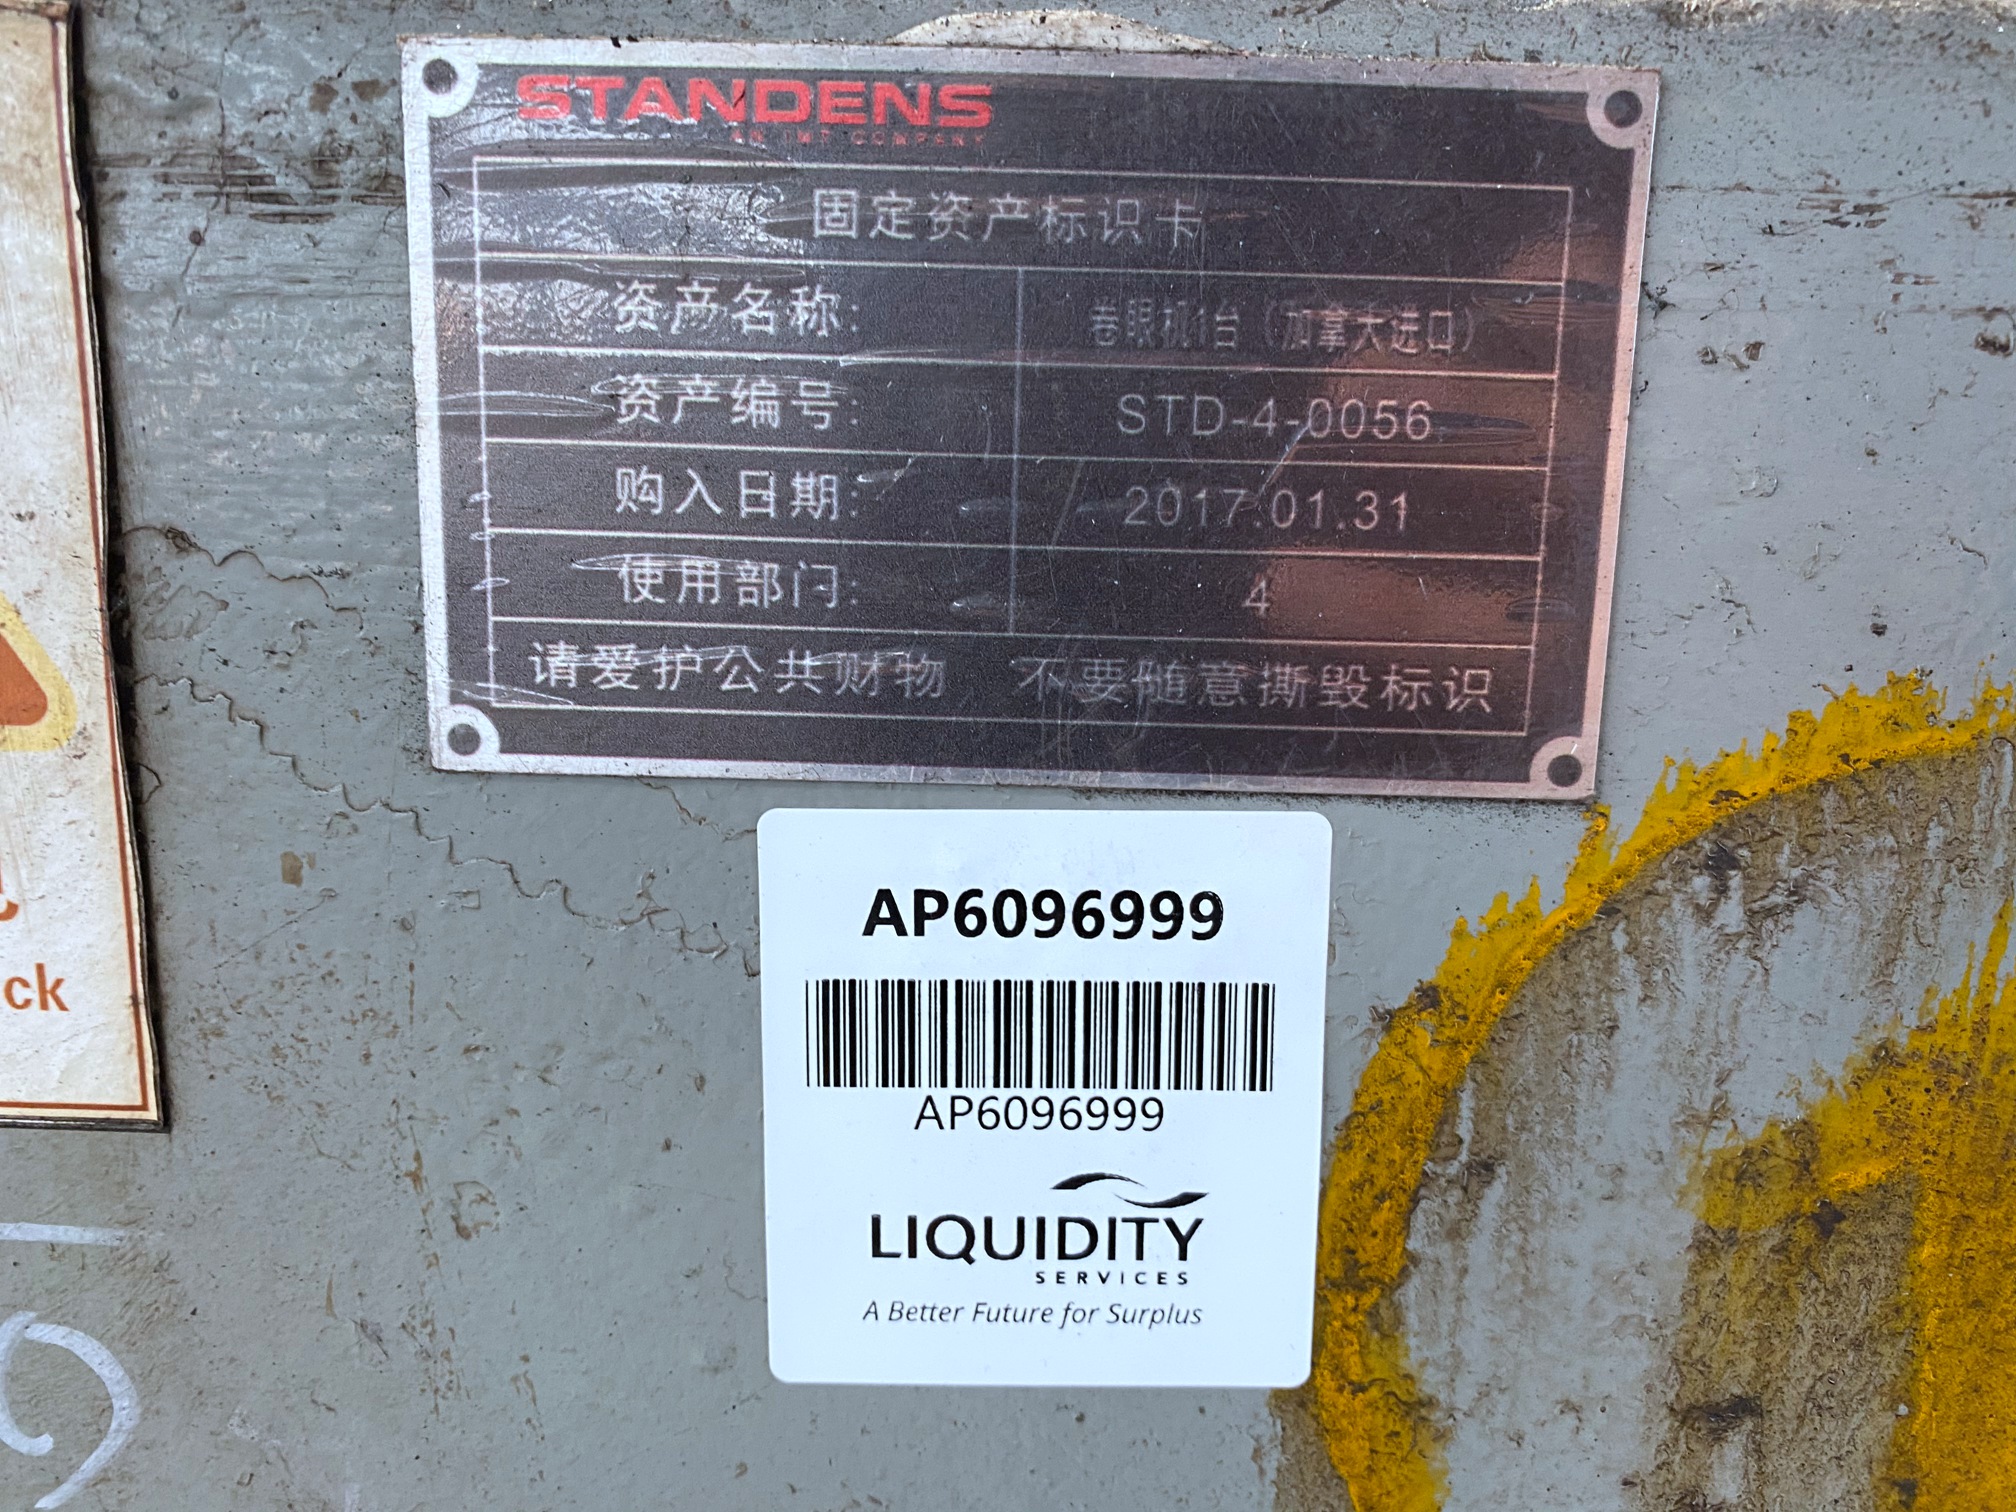 STANDENS
AN IMT COMPANY
固定资产标识卡
资产名称: 卷眼机1台（加拿大进口）
资产编号: STD-4-0056
购入日期: 2017.01.31
使用部门: 4
请爱护公共财物 不要随意撕毁标识
ck
AP6096999
AP6096999
LIQUIDITY
SERVICES
A Better Future for Surplus